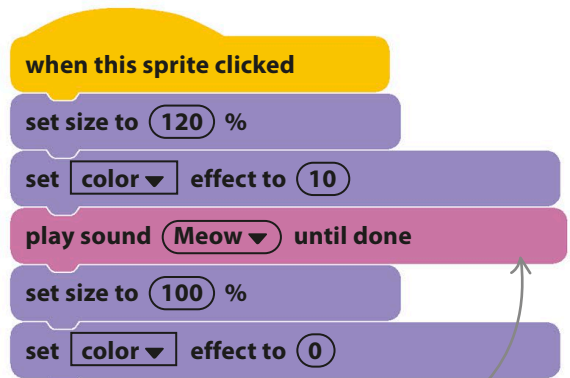 when this sprite clicked
set size to 120 %
set color effect to 10
play sound Meow until done
set size to 100 %
set color effect to 0